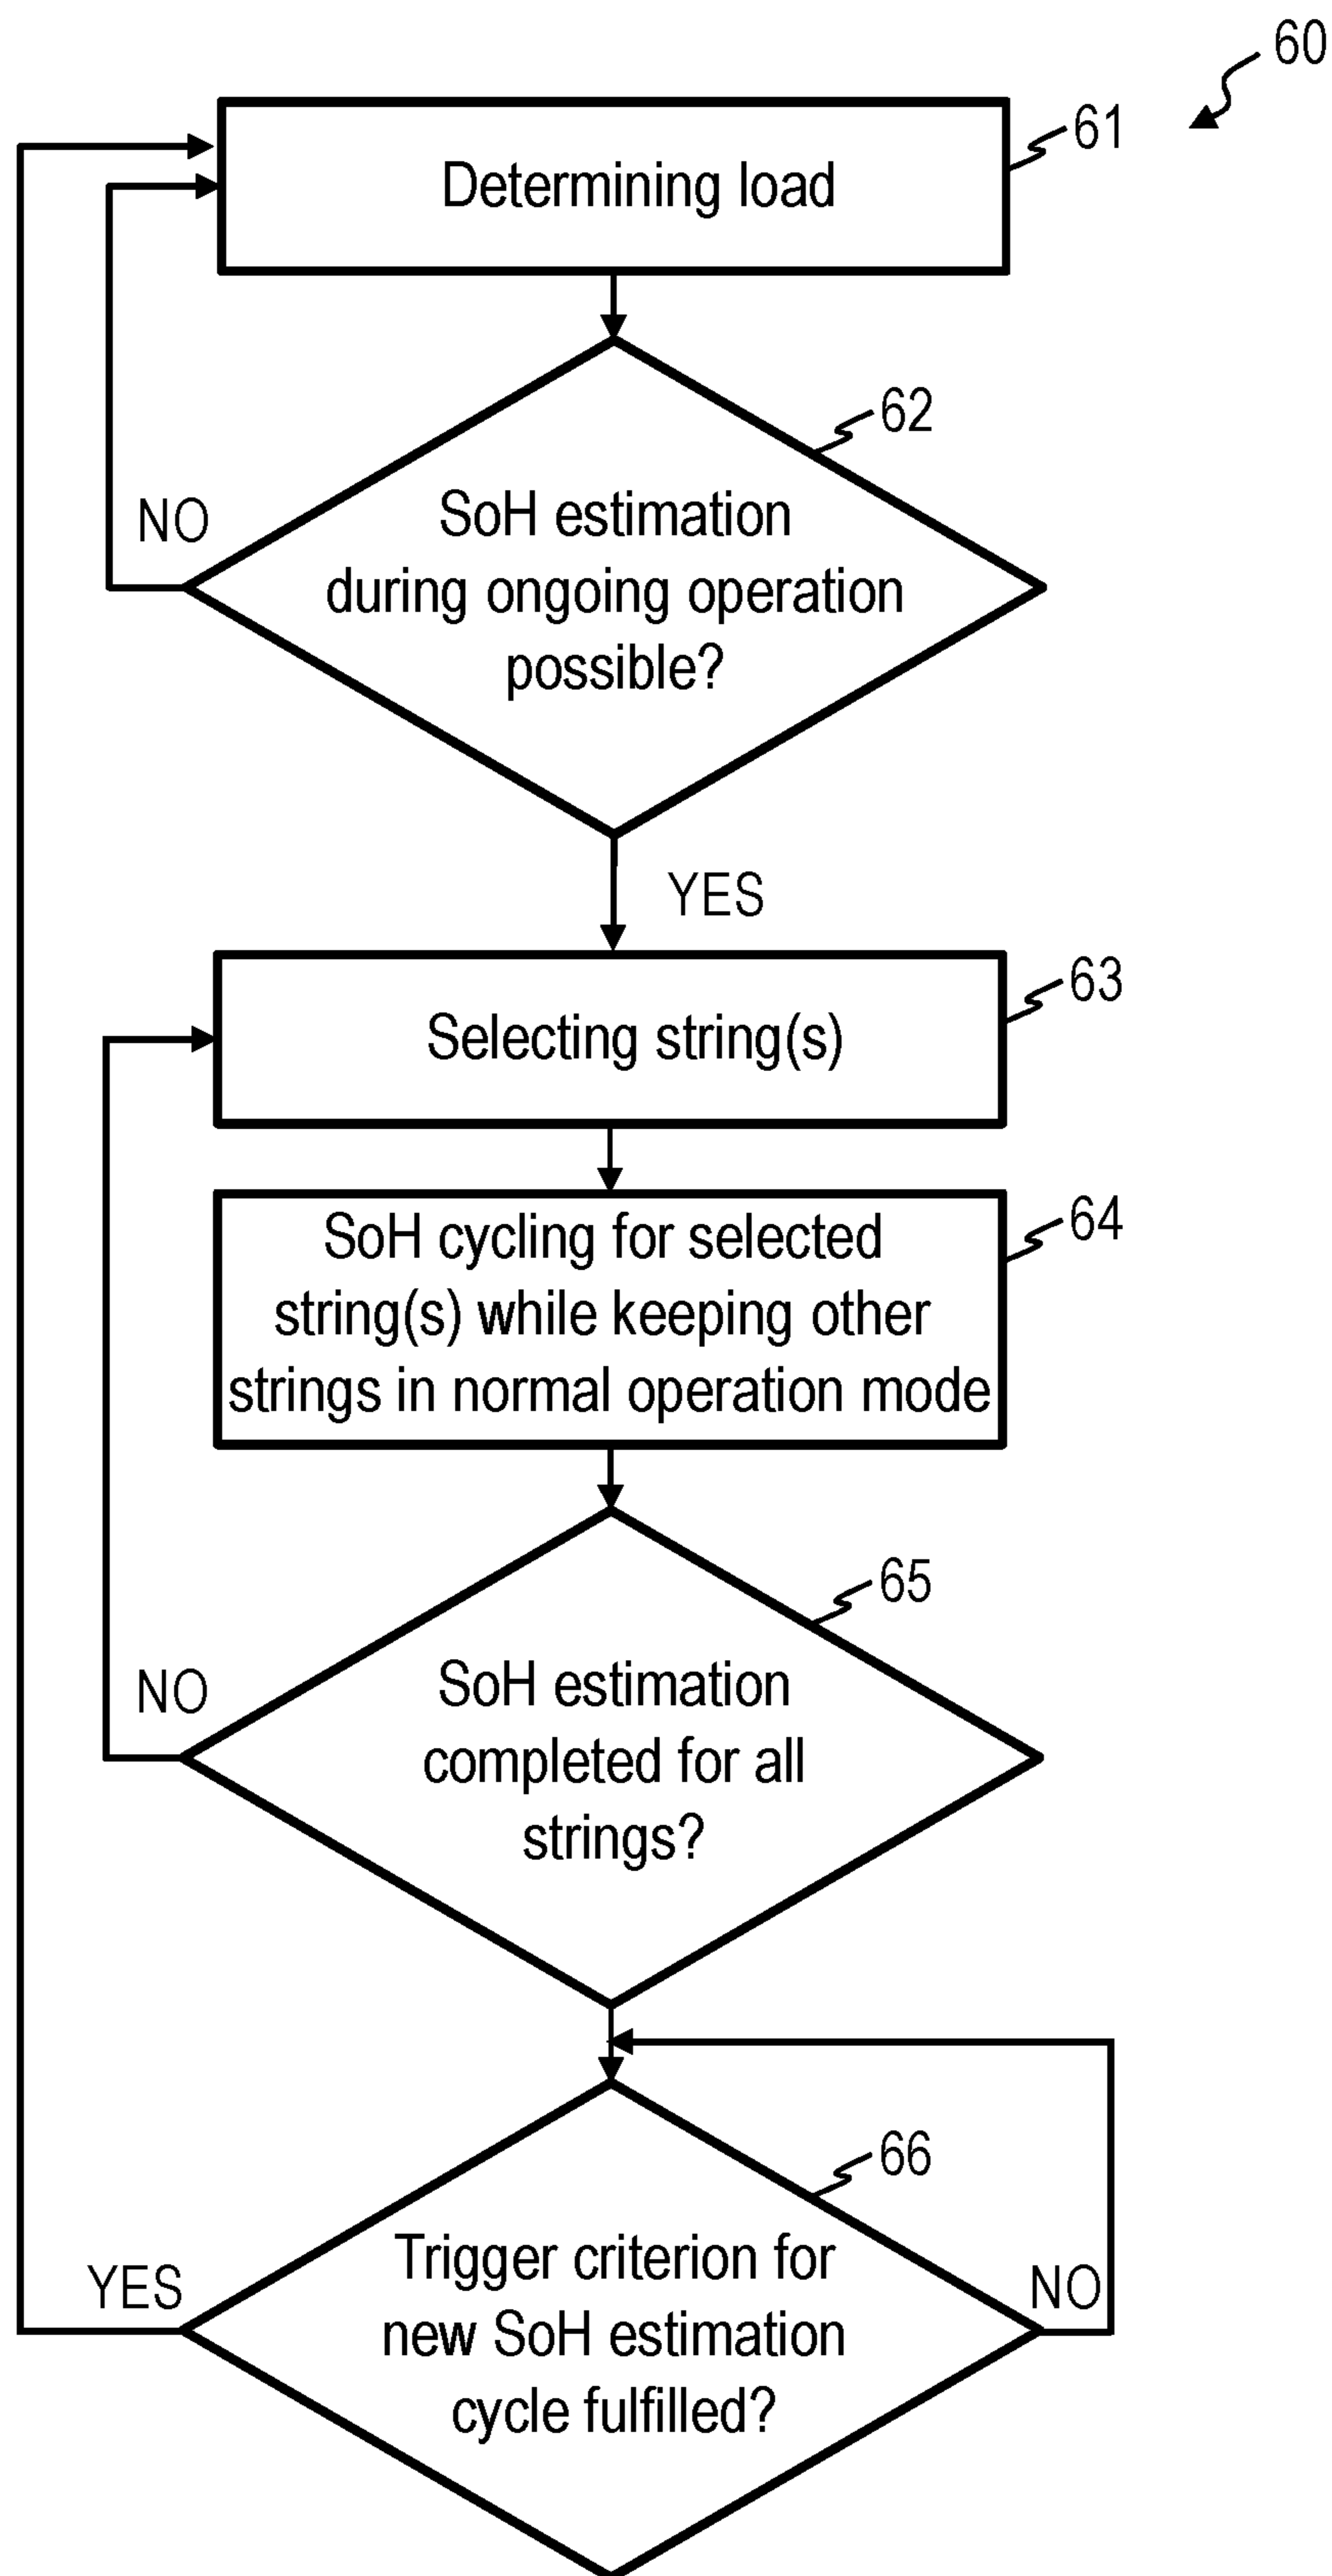 60
61
Determining load
62
NO
SoH estimation
during ongoing operation
possible?
YES
63
Selecting string(s)
64
SoH cycling for selected
string(s) while keeping other
strings in normal operation mode
65
NO
SoH estimation
completed for all
strings?
66
YES
Trigger criterion for
NO
new SoH estimation
cycle fulfilled?